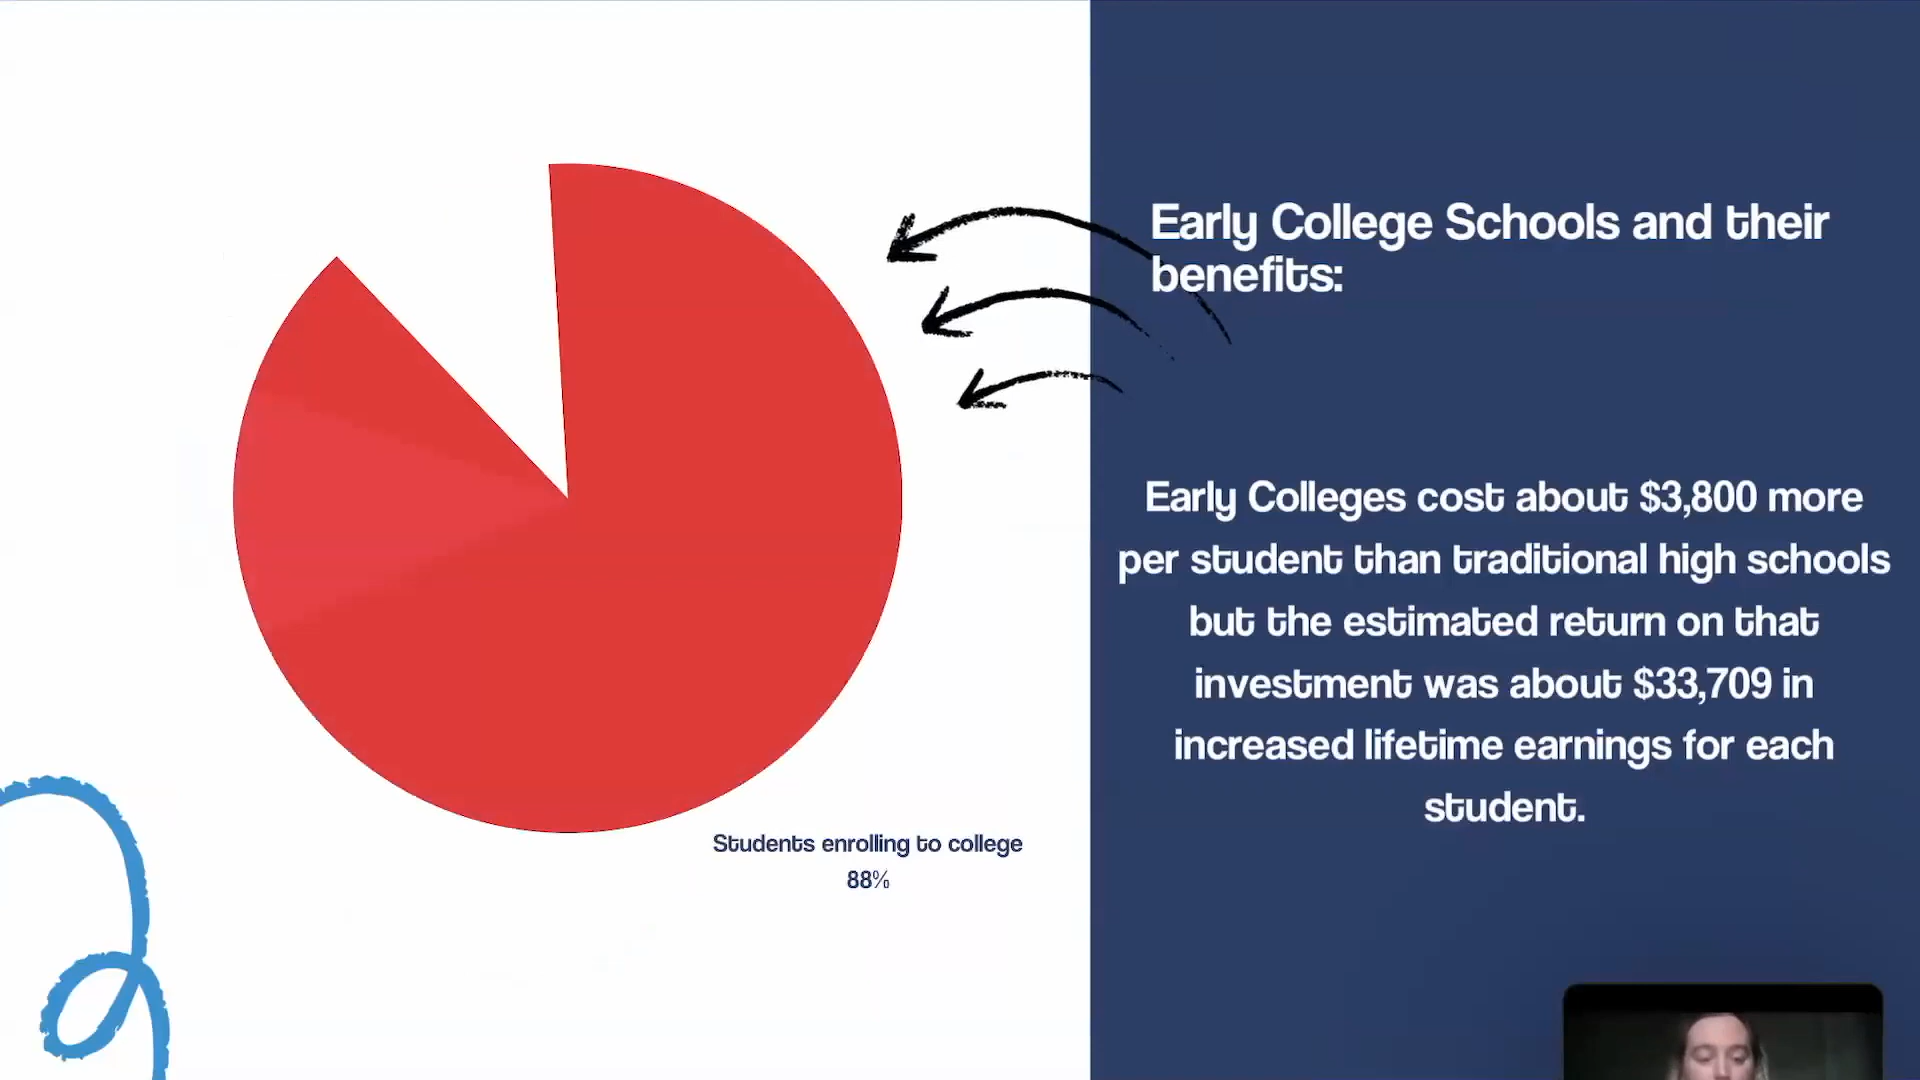 Early College Schools and their
benefits:
Early Colleges cost about $3,800 more
per student than traditional high schools
but the estimated return on that
investment was about $33,709 in
increased lifetime earnings for each
student.
Students enrolling to college
88%